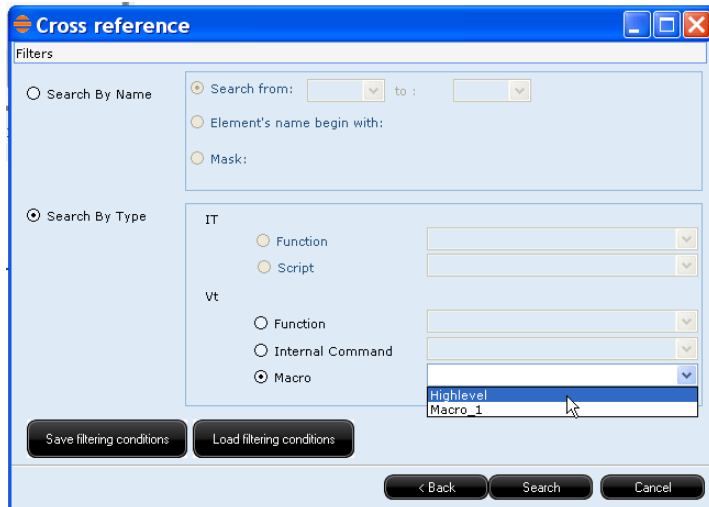 Cross reference
Filters
Search By Name
Search from: to :
Element's name begin with:
Mask:
Search By Type
IT
Function
Script
Vt
Function
Internal Command
Macro
Highlevel
Macro_1
Save filtering conditions Load filtering conditions
< Back Search Cancel